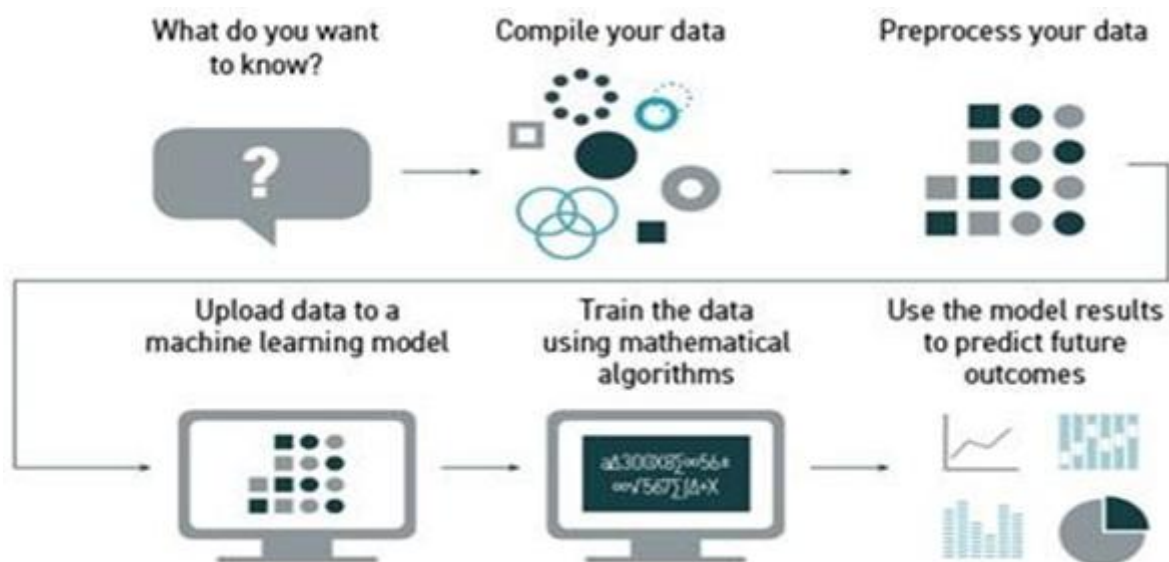 What do you want
to know?
Compile your data
Preprocess your data
?
Upload data to a
machine learning model
Train the data
using mathematical
algorithms
Use the model results
to predict future
outcomes